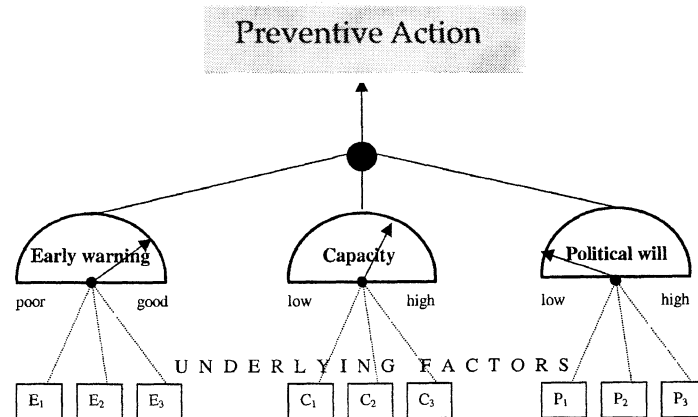 Preventive Action
Early warning
Capacity
Political will
poor good
low high
low high
UNDERLYING FACTORS
E₁ E₂ E₃
C₁ C₂ C₃
P₁ P₂ P₃